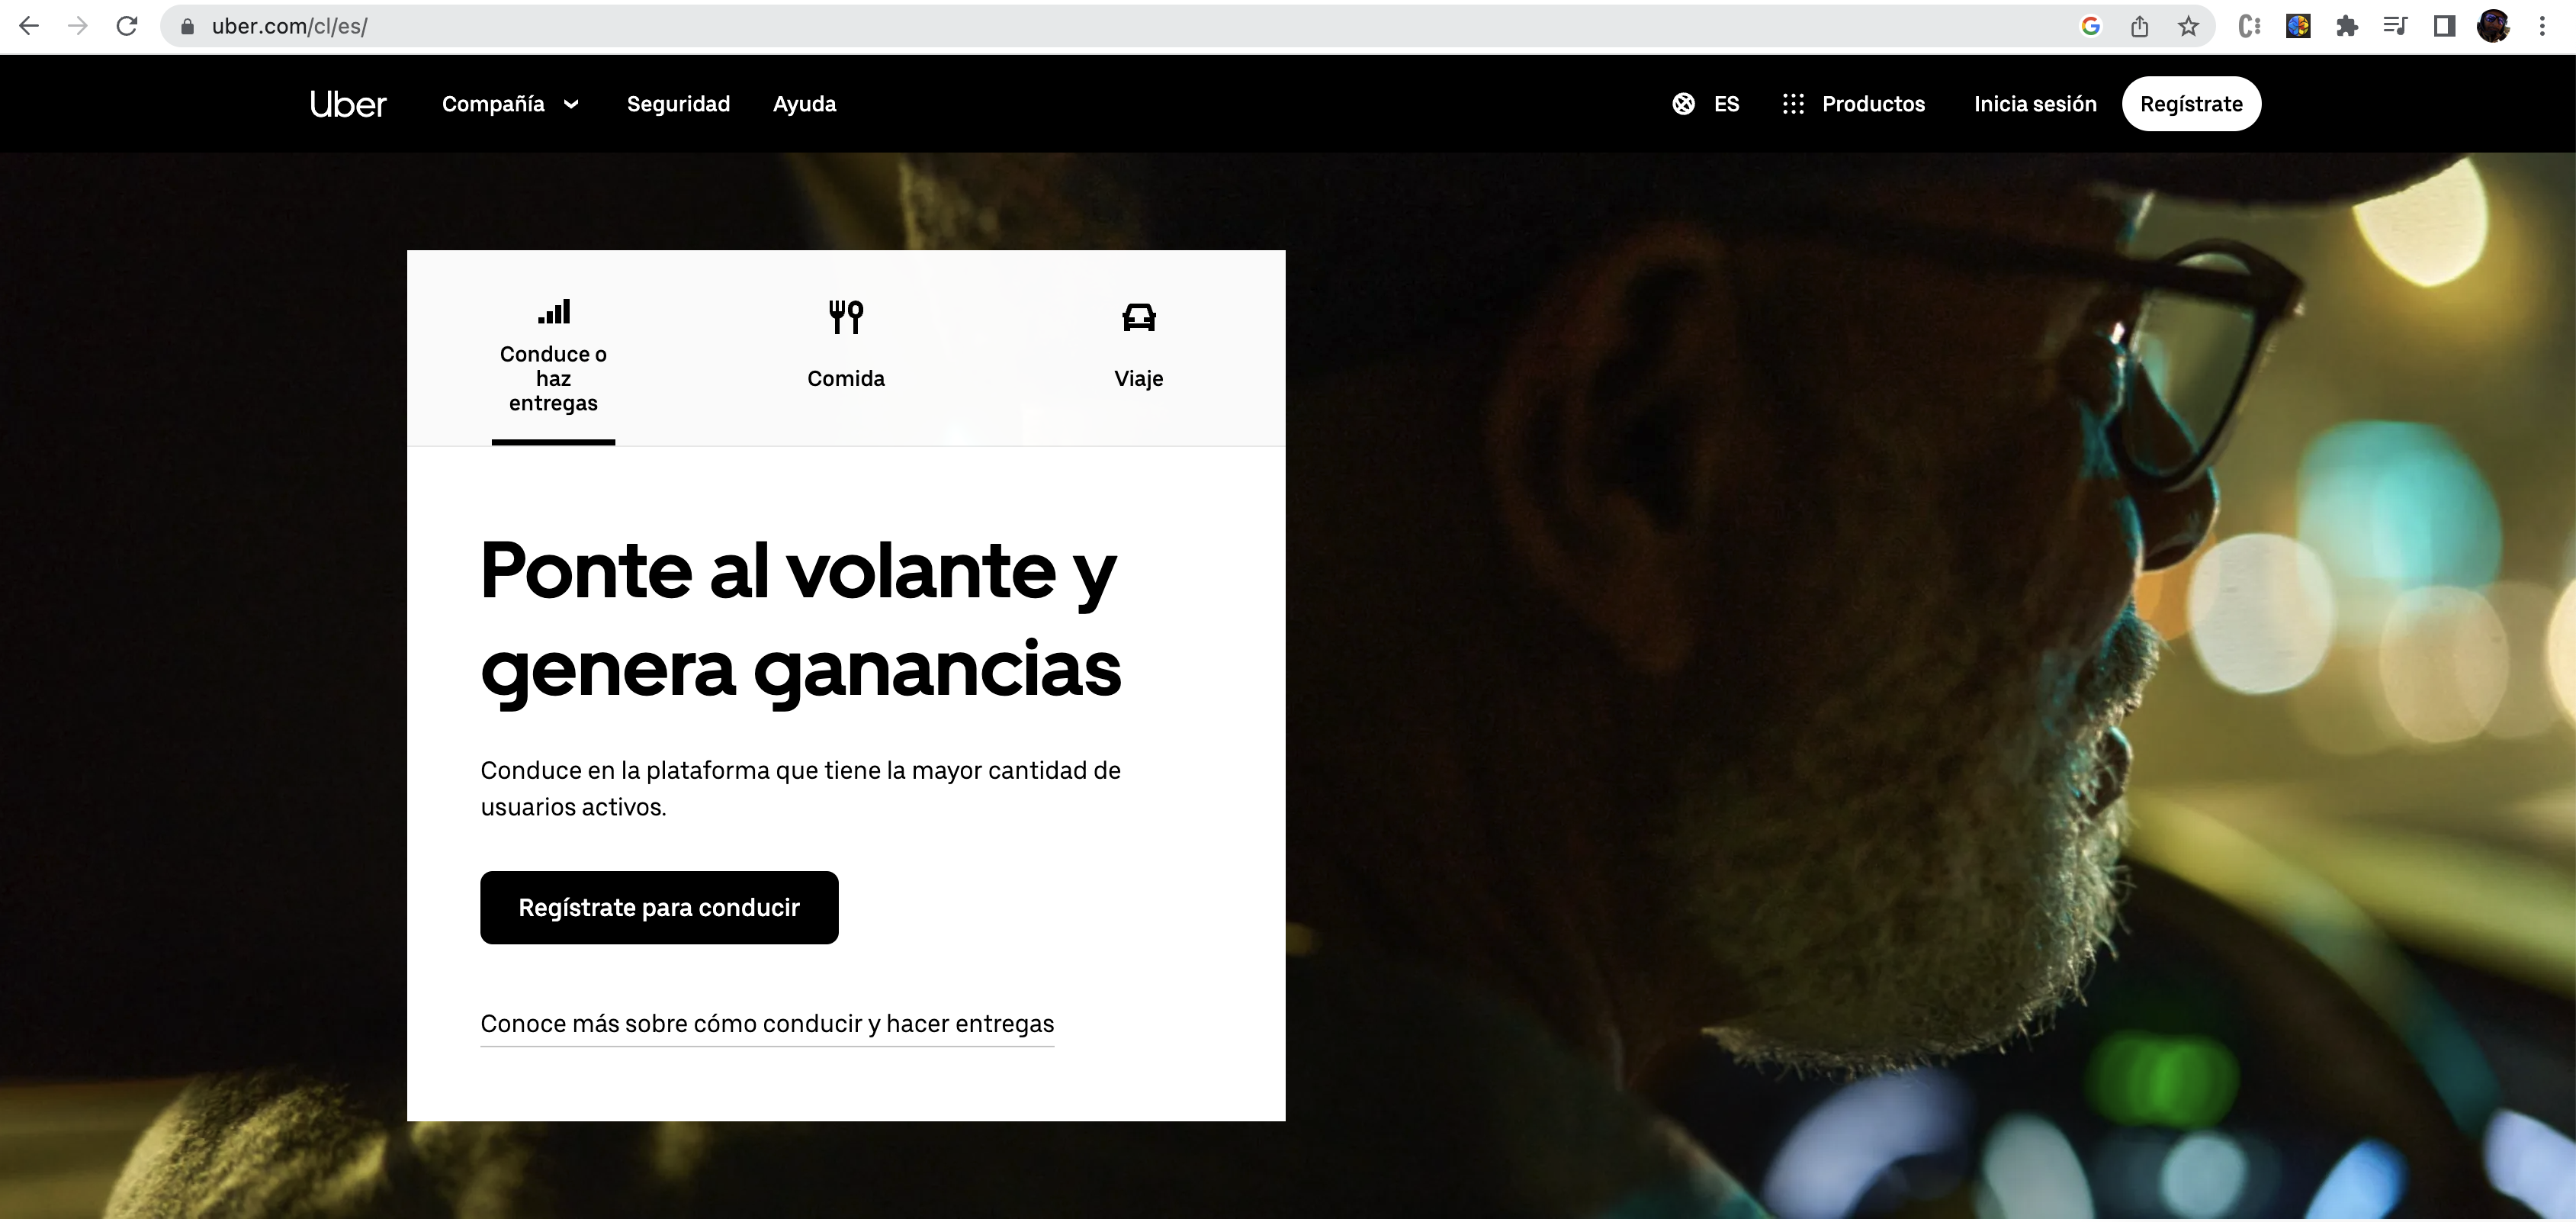 uber.com/cl/es/
Uber
Compañía
Seguridad
Ayuda
ES
Productos
Inicia sesión
Regístrate
Conduce o
haz
entregas
Comida
Viaje
Ponte al volante y
genera ganancias
Conduce en la plataforma que tiene la mayor cantidad de
usuarios activos.
Regístrate para conducir
Conoce más sobre cómo conducir y hacer entregas